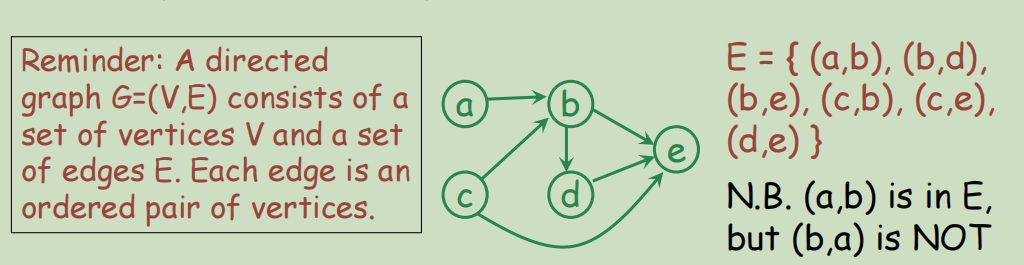 Reminder: A directed
graph G=(V,E) consists of a
set of vertices V and a set
of edges E. Each edge is an
ordered pair of vertices.
a
b
c
d
e
E = { (a,b), (b,d),
(b,e), (c,b), (c,e),
(d,e) }
N.B. (a,b) is in E,
but (b,a) is NOT